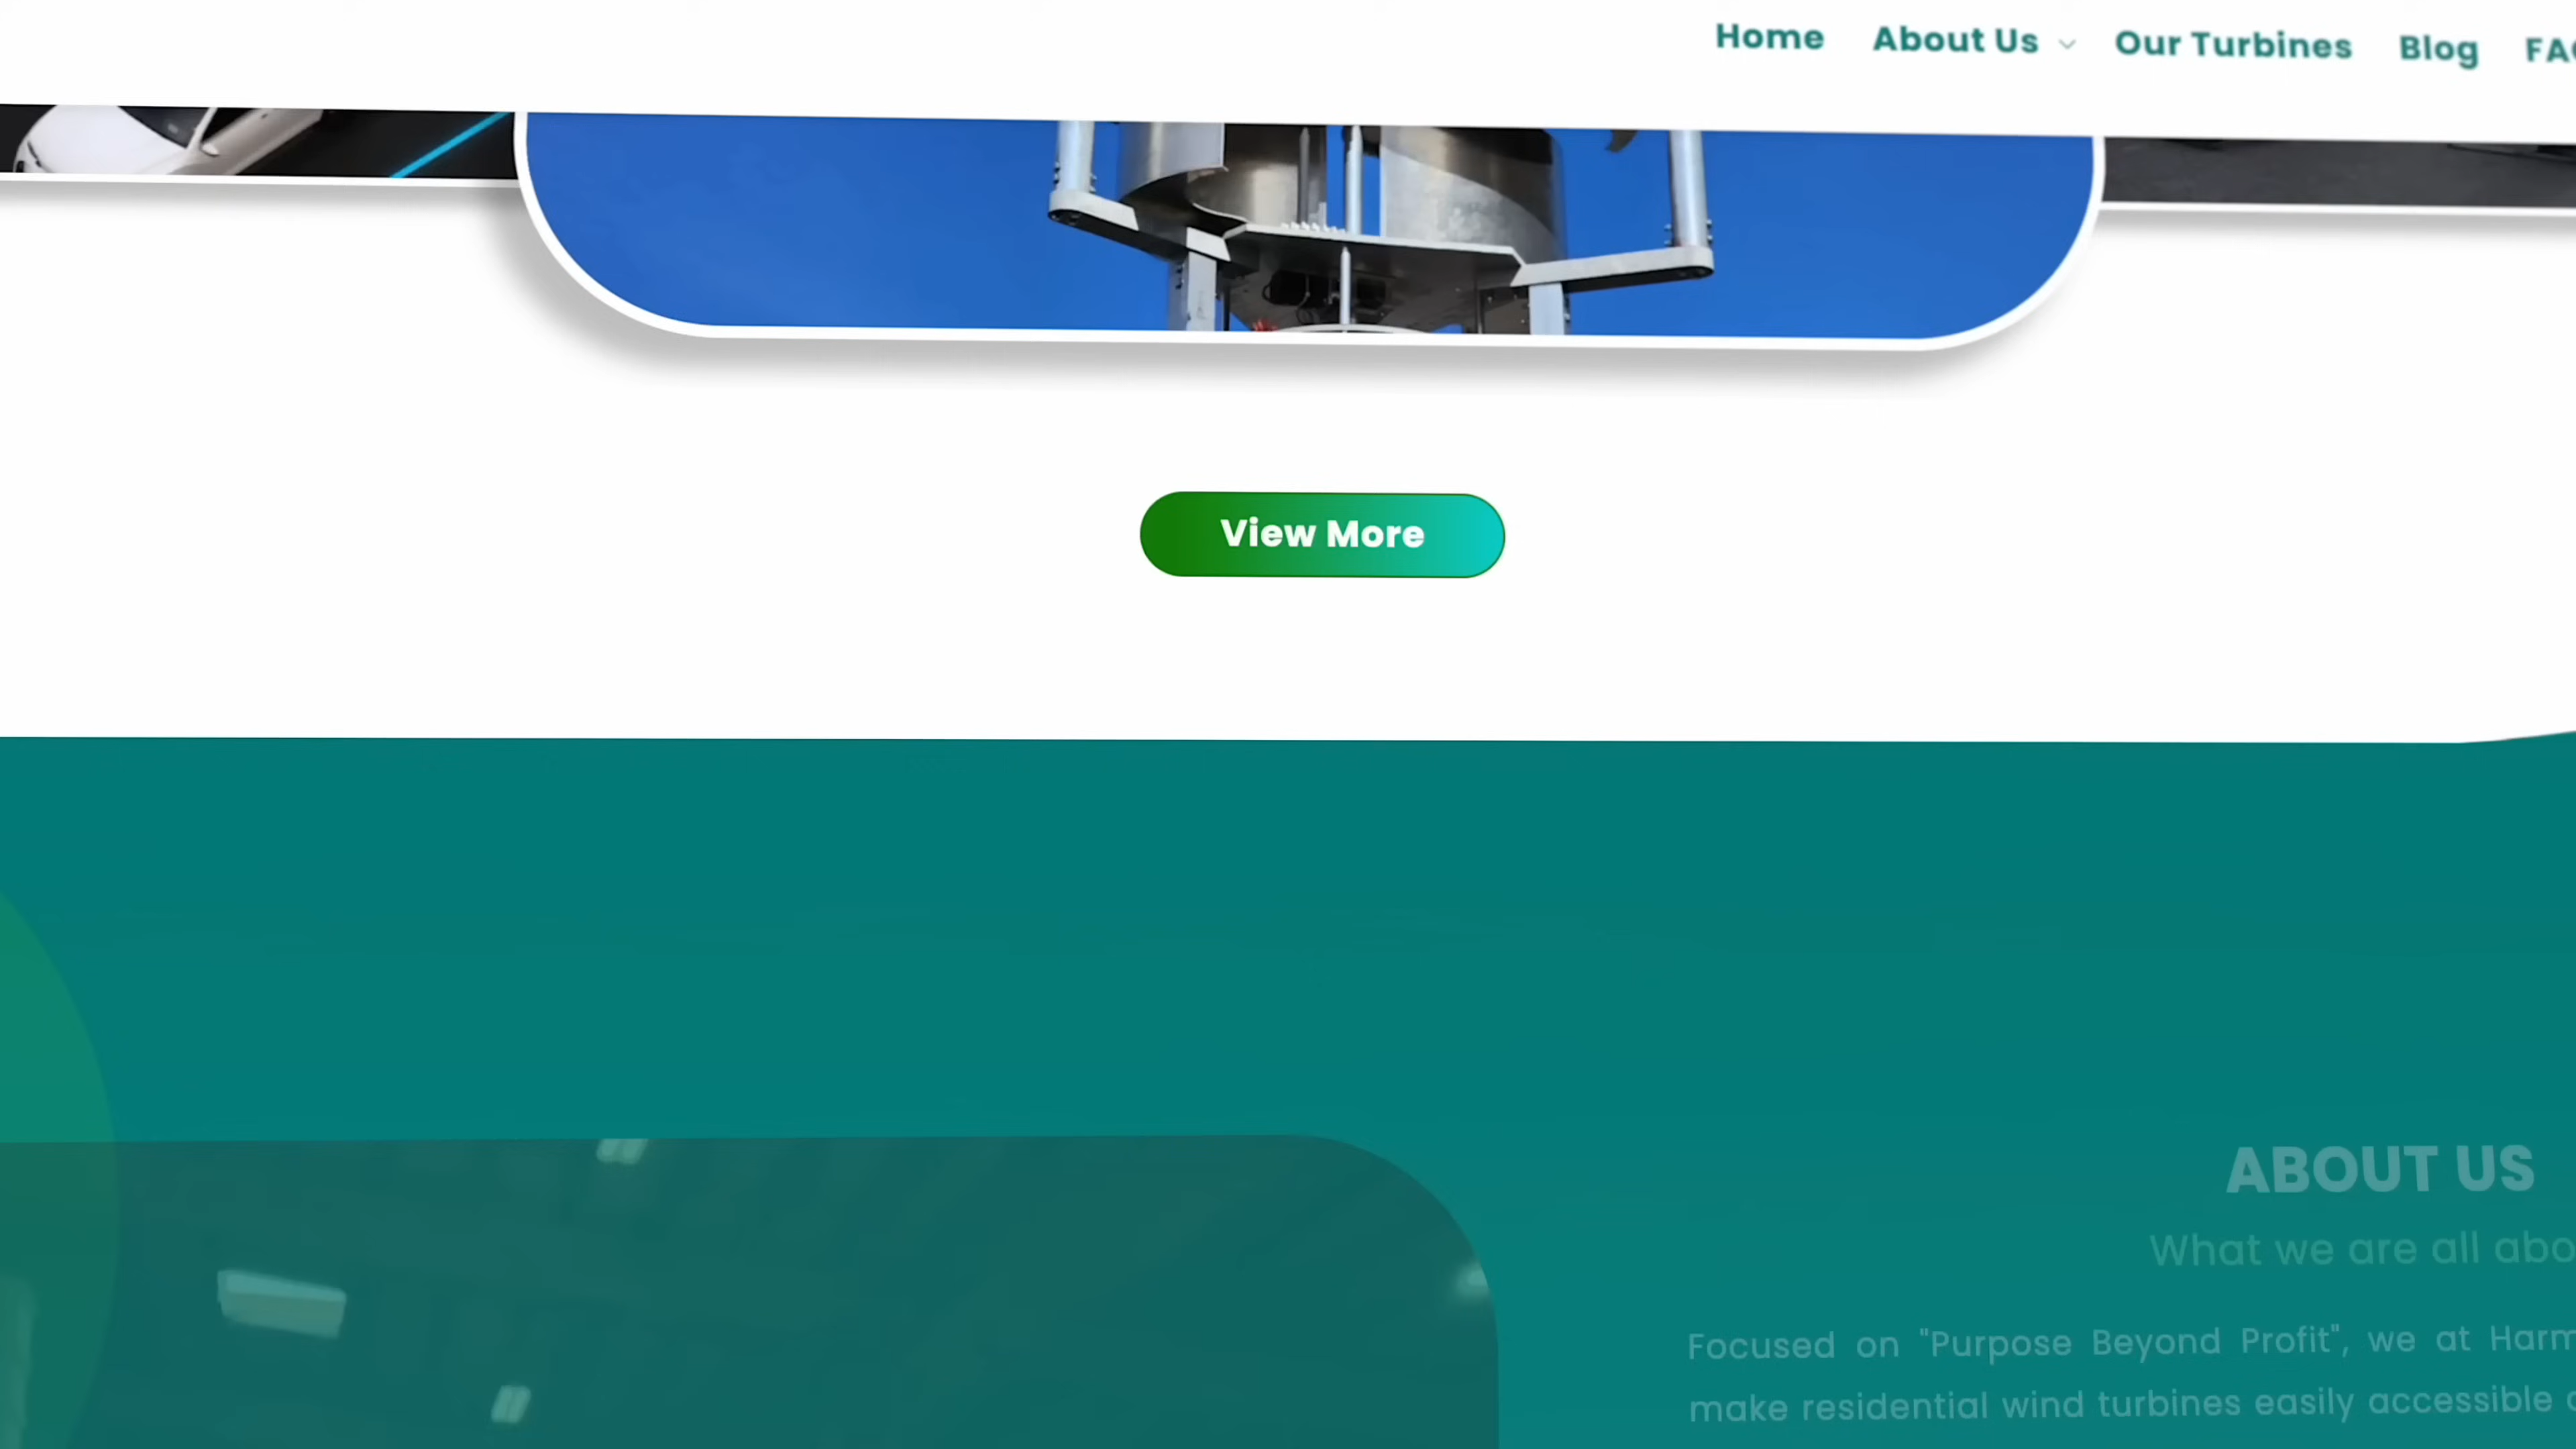 Home About Us Our Turbines Blog
View More
ABOUT US
What we are all
Focused on "Purpose Beyond Profit", we at
make residential wind turbines easily accessible